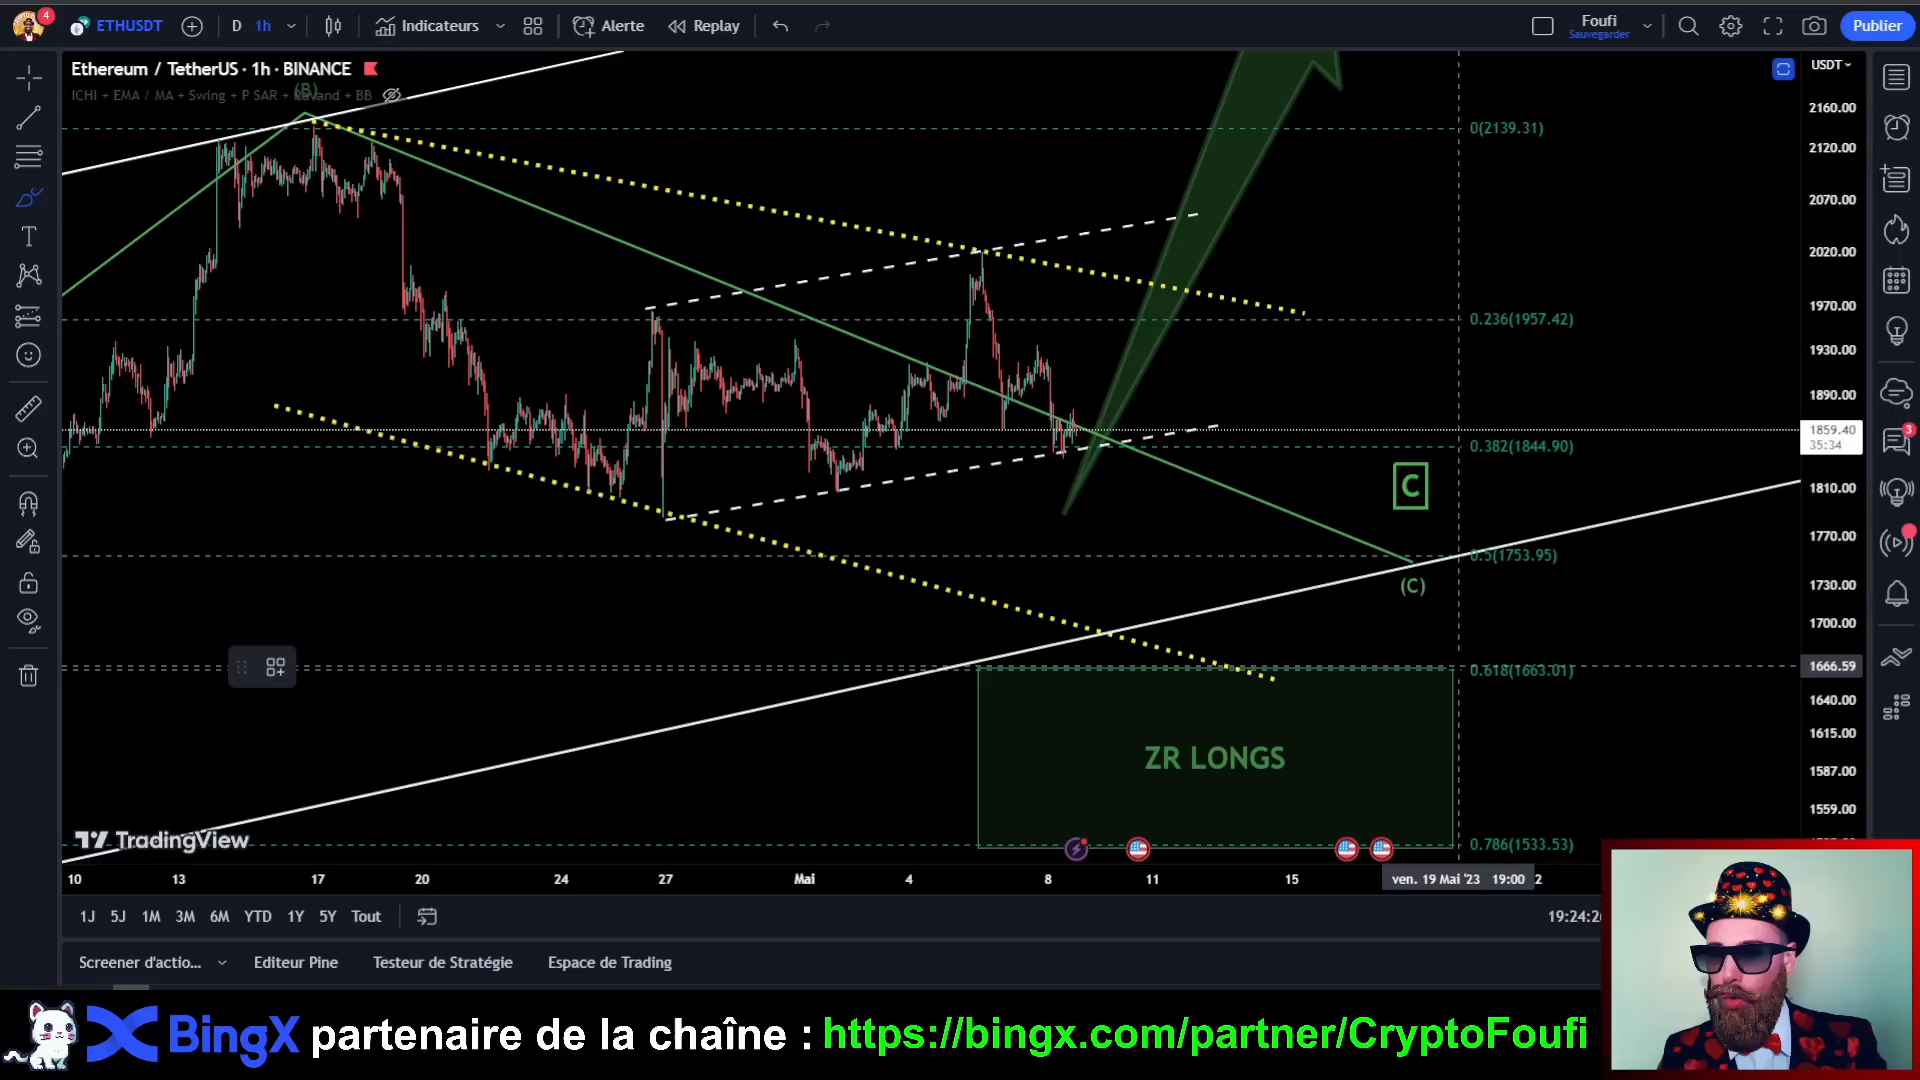 4
ETHUSDT
D
1h
Indicateurs
Alerte
Replay
Foufi
Sauvegarder
Publier
Ethereum / TetherUS · 1h · BINANCE
ICHI + EMA / MA + Swing + P SAR + Ravand + BB
(B)
USDT
2160.00
0(2139.31)
2120.00
2070.00
2020.00
1970.00
0.236(1957.42)
1930.00
1890.00
1859.40
35:34
0.382(1844.90)
3
C
1810.00
1770.00
0.5(1753.95)
(C)
1730.00
1700.00
0.618(1663.01)
1666.59
1640.00
1615.00
ZR LONGS
1587.00
1559.00
TradingView
0.786(1533.53)
10
13
17
20
24
27
Mai
4
8
11
15
ven. 19 Mai '23 19:00
2
1J 5J 1M 3M 6M YTD 1Y 5Y Tout
Screener d'actio...
Editeur Pine
Testeur de Stratégie
Espace de Trading
BingX partenaire de la chaîne : https://bingx.com/partner/CryptoFoufi